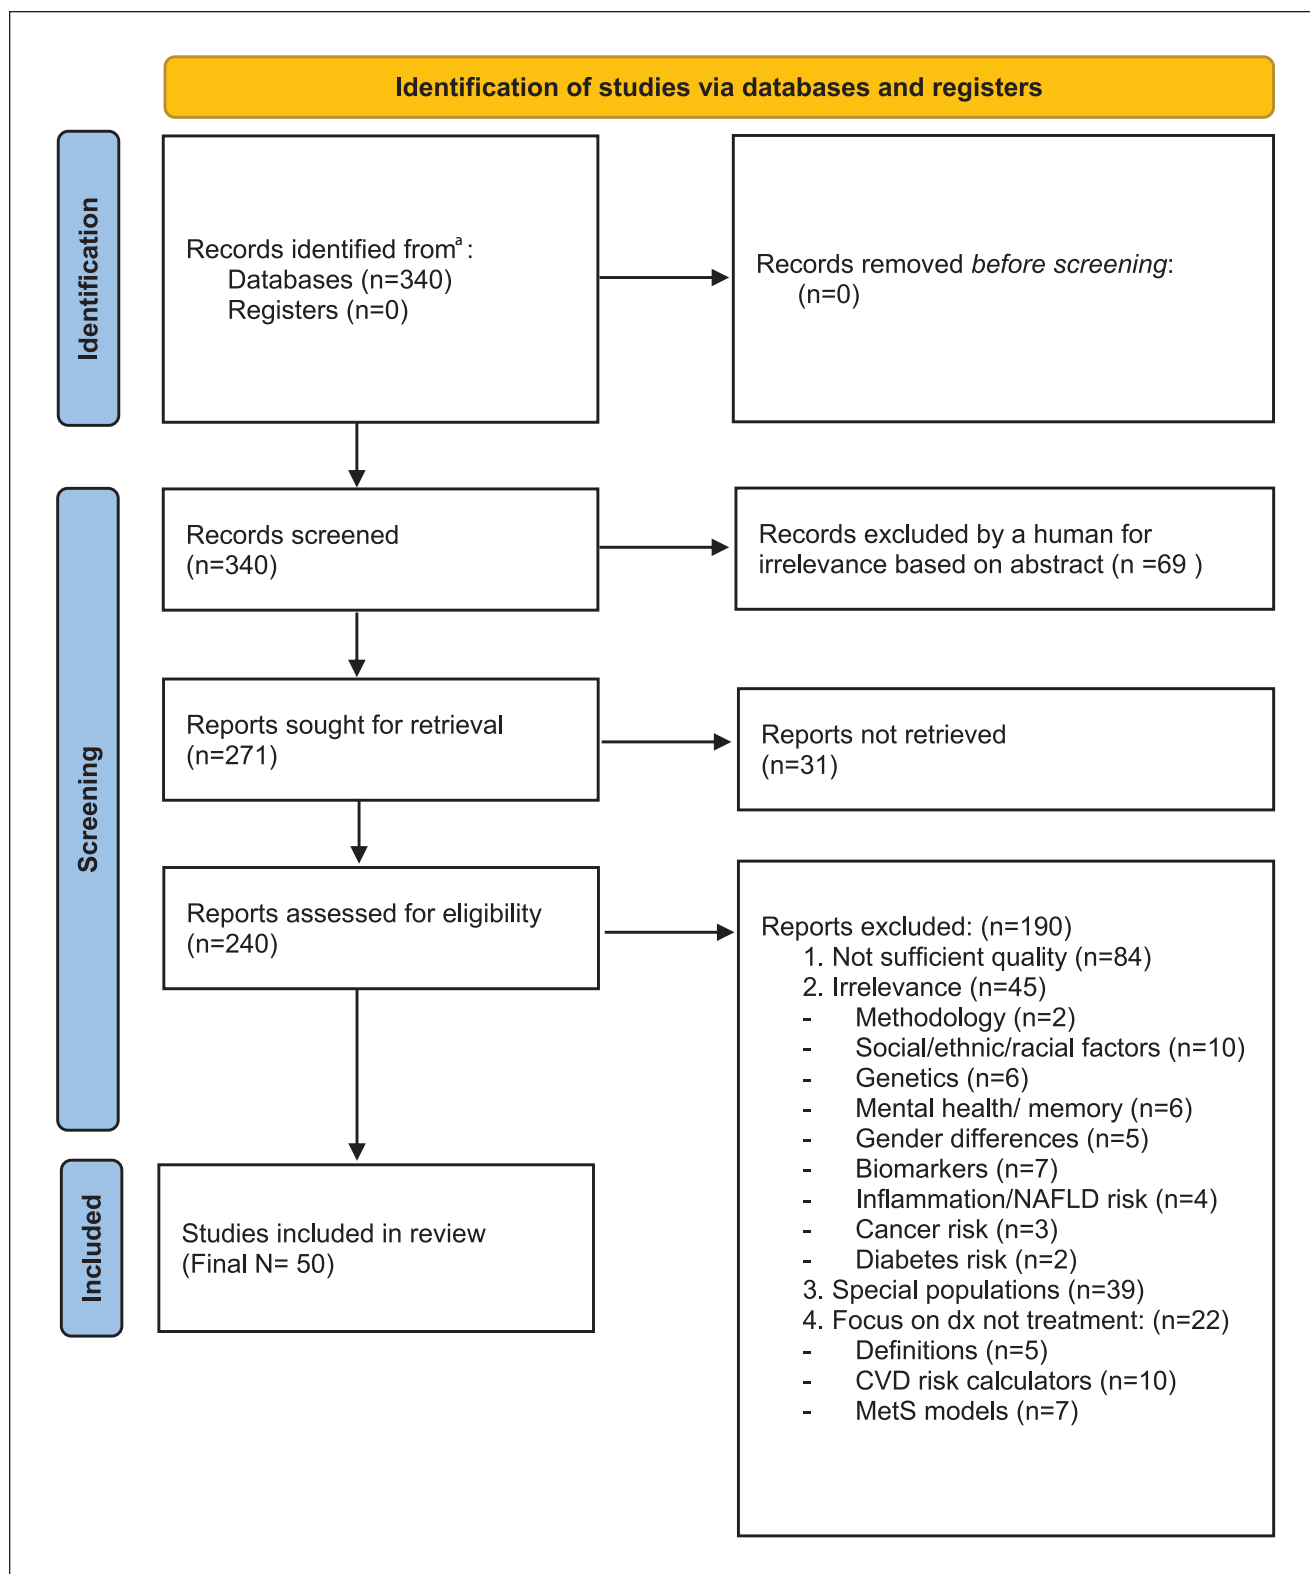 Identification of studies via databases and registers
Identification
Records identified fromᵃ :
Databases (n=340)
Registers (n=0)
Records removed before screening:
(n=0)
Screening
Records screened
(n=340)
Records excluded by a human for
irrelevance based on abstract (n =69 )
Reports sought for retrieval
(n=271)
Reports not retrieved
(n=31)
Reports assessed for eligibility
(n=240)
Reports excluded: (n=190)
1. Not sufficient quality (n=84)
2. Irrelevance (n=45)
- Methodology (n=2)
- Social/ethnic/racial factors (n=10)
- Genetics (n=6)
- Mental health/ memory (n=6)
- Gender differences (n=5)
- Biomarkers (n=7)
- Inflammation/NAFLD risk (n=4)
- Cancer risk (n=3)
- Diabetes risk (n=2)
3. Special populations (n=39)
4. Focus on dx not treatment: (n=22)
- Definitions (n=5)
- CVD risk calculators (n=10)
- MetS models (n=7)
Included
Studies included in review
(Final N= 50)